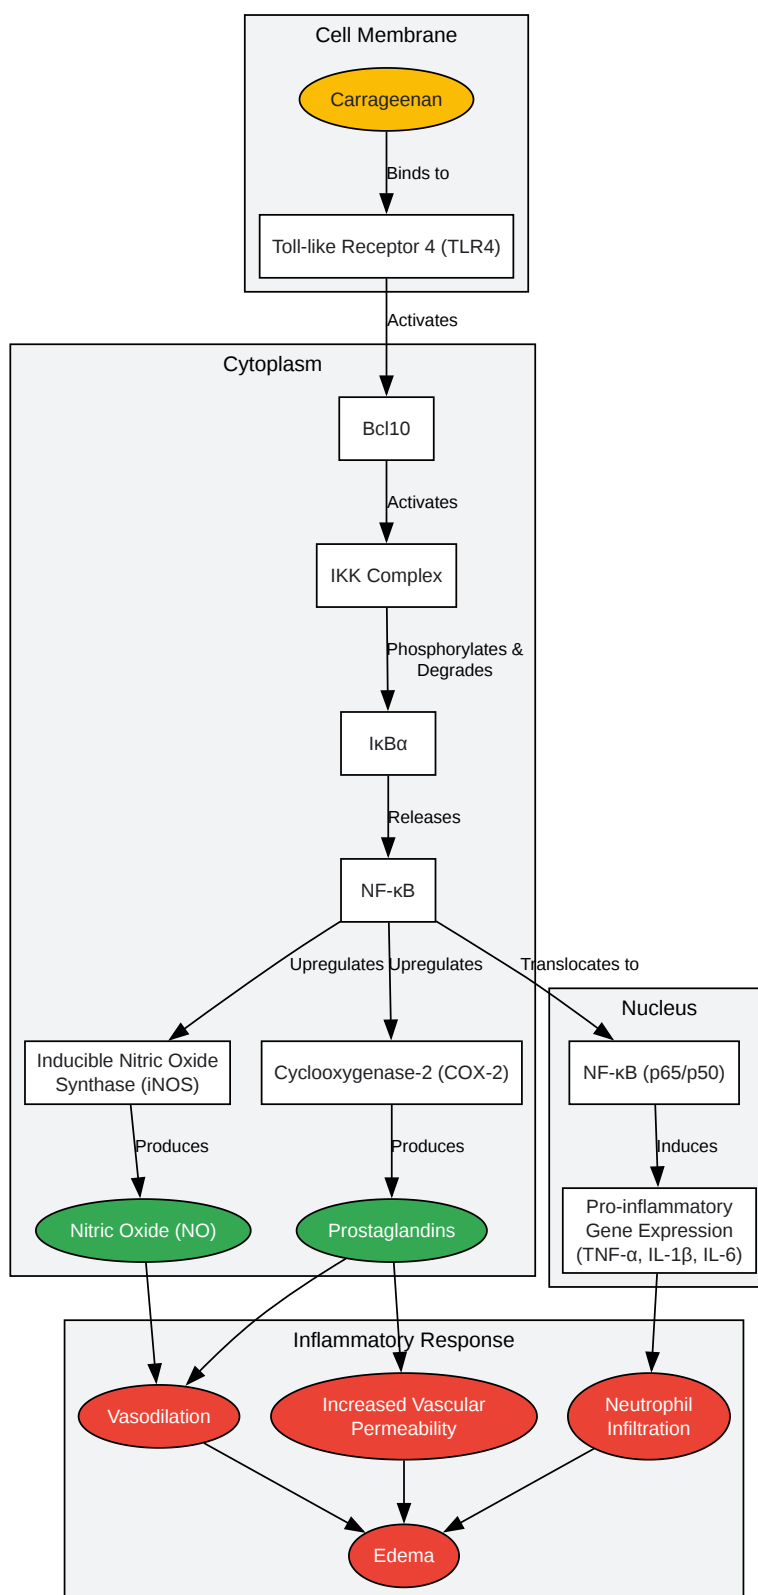 Cell Membrane
Carrageenan
Binds to
Toll-like Receptor 4 (TLR4)
Activates
Cytoplasm
Bcl10
Activates
IKK Complex
Phosphorylates &
Degrades
IκBα
Releases
NF-κB
Upregulates
Upregulates
Translocates to
Nucleus
Inducible Nitric Oxide
Synthase (iNOS)
Cyclooxygenase-2 (COX-2)
NF-κB (p65/p50)
Produces
Produces
Induces
Nitric Oxide (NO)
Prostaglandins
Pro-inflammatory
Gene Expression
(TNF-α, IL-1β, IL-6)
Inflammatory Response
Vasodilation
Increased Vascular
Permeability
Neutrophil
Infiltration
Edema